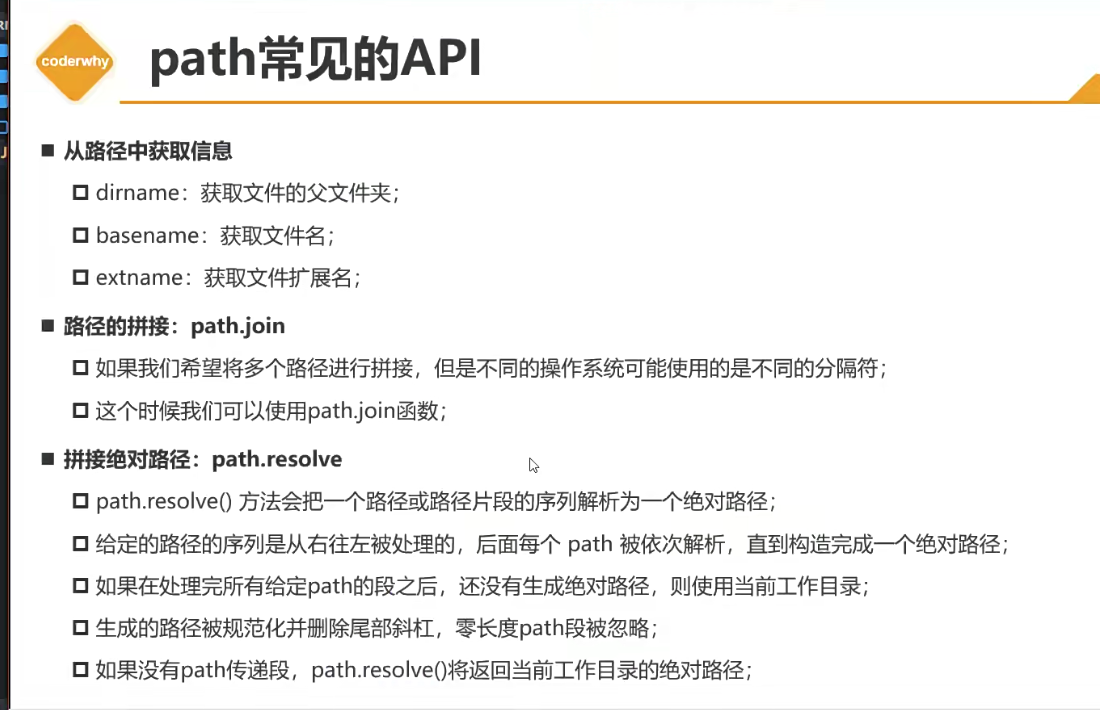 coderwhy
path常见的API
从路径中获取信息
dirname：获取文件的父文件夹；
basename：获取文件名；
extname：获取文件扩展名；
路径的拼接：path.join
如果我们希望将多个路径进行拼接，但是不同的操作系统可能使用的是不同的分隔符；
这个时候我们可以使用path.join函数；
拼接绝对路径：path.resolve
path.resolve() 方法会把一个路径或路径片段的序列解析为一个绝对路径；
给定的路径的序列是从右往左被处理的，后面每个 path 被依次解析，直到构造完成一个绝对路径；
如果在处理完所有给定path的段之后，还没有生成绝对路径，则使用当前工作目录；
生成的路径被规范化并删除尾部斜杠，零长度path段被忽略；
如果没有path传递段，path.resolve()将返回当前工作目录的绝对路径；